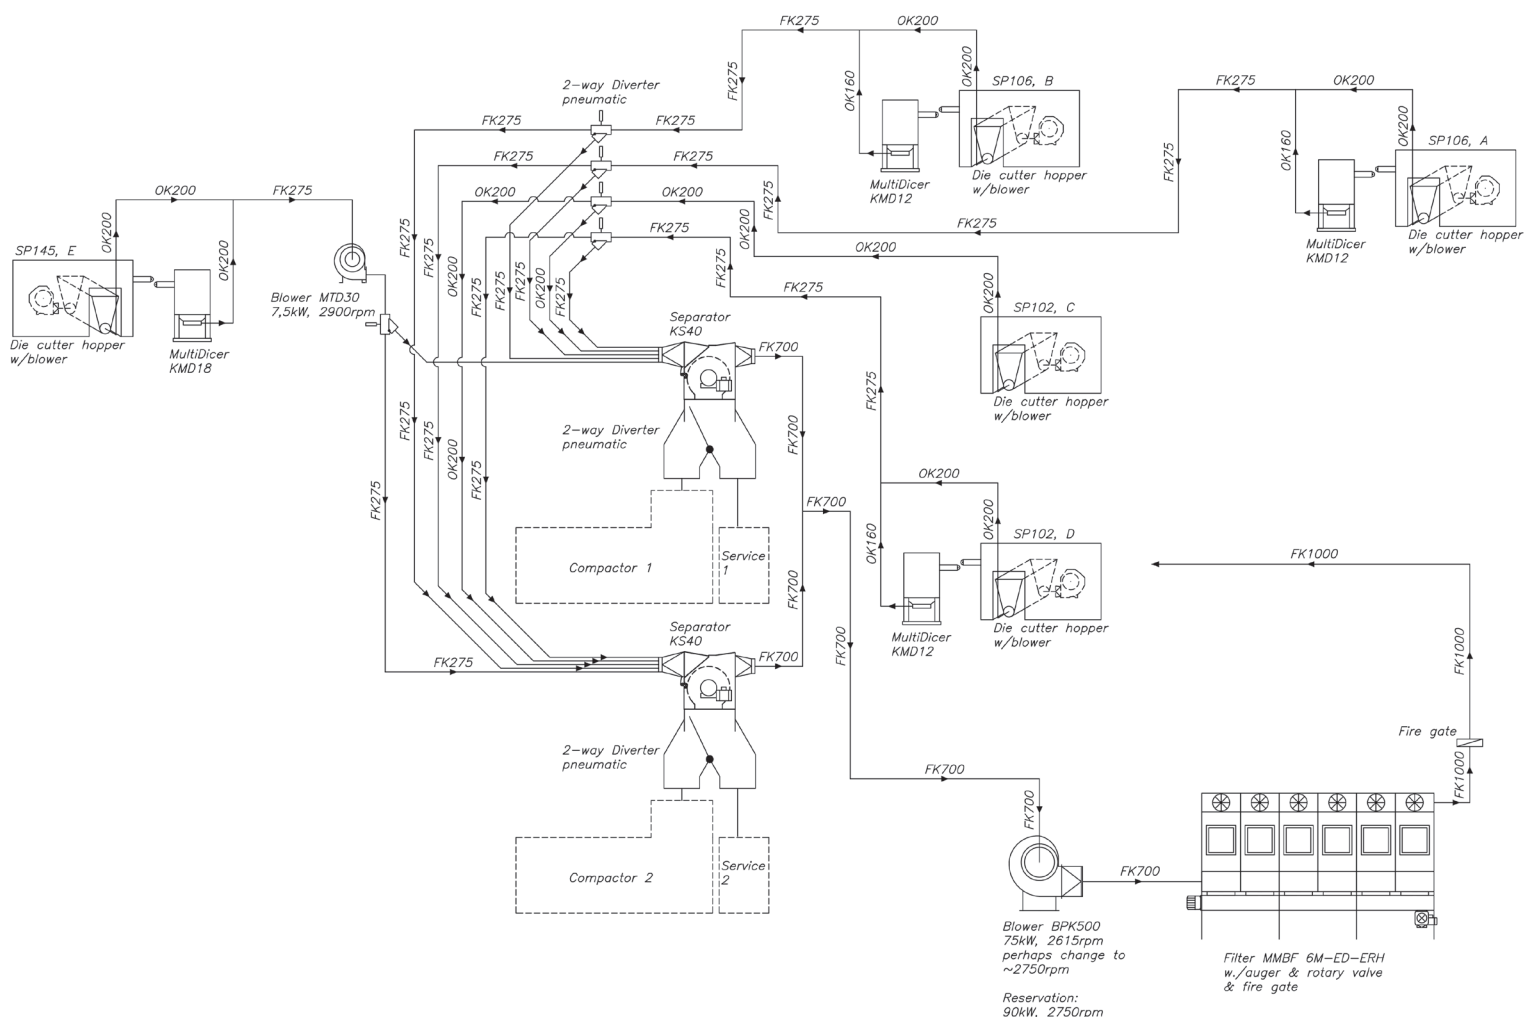 FK275
OK200
FK275
OK160
OK200
SP106, B
MultiDicer
KMD12
Die cutter hopper
w/blower
FK275
OK200
OK160
OK200
SP106, A
MultiDicer
KMD12
Die cutter hopper
w/blower
FK275
2-way Diverter
pneumatic
FK275
FK275
FK275
FK275
OK200
OK200
FK275
FK275
FK275
OK200
FK275
OK200
FK275
OK200
FK275
OK200
OK200
SP145, E
Die cutter hopper
w/blower
MultiDicer
KMD18
Blower MTD30
7,5kW, 2900rpm
FK275
FK275
OK200
FK275
FK275
FK275
OK200
FK275
OK200
SP102, C
Die cutter hopper
w/blower
Separator
KS40
FK700
FK700
2-way Diverter
pneumatic
FK275
FK275
OK200
FK275
FK275
FK275
OK200
OK200
OK160
SP102, D
MultiDicer
KMD12
Die cutter hopper
w/blower
Compactor 1
Service
1
FK700
FK700
FK700
FK1000
FK1000
Fire gate
FK1000
Separator
KS40
FK700
FK275
2-way Diverter
pneumatic
Compactor 2
Service
2
FK700
FK700
FK700
Blower BPK500
75kW, 2615rpm
perhaps change to
~2750rpm
Reservation:
90kW, 2750rpm
Filter MMBF 6M-ED-ERH
w./auger & rotary valve
& fire gate